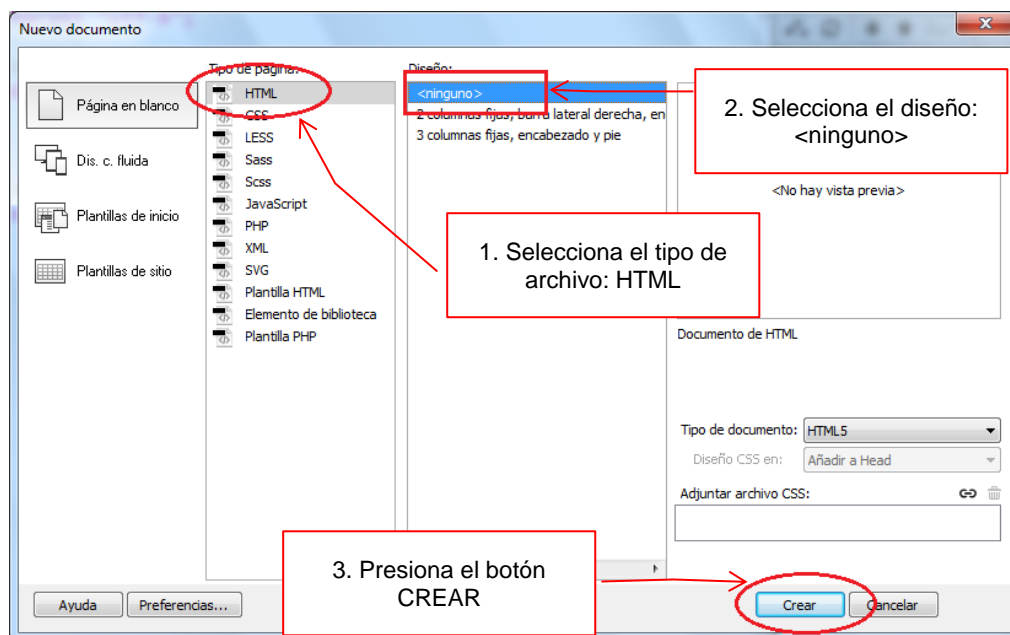 Nuevo documento
Página en blanco
Dis. c. fluida
Plantillas de inicio
Plantillas de sitio
Tipo de página:
HTML
CSS
LESS
Sass
Scss
JavaScript
PHP
XML
SVG
Plantilla HTML
Elemento de biblioteca
Plantilla PHP
Diseño:
<ninguno>
2 columnas fijas, barra lateral derecha, en
3 columnas fijas, encabezado y pie
2. Selecciona el diseño:
<ninguno>
<No hay vista previa>
1. Selecciona el tipo de
archivo: HTML
Documento de HTML
Tipo de documento: HTML5
Diseño CSS en: Añadir a Head
Adjuntar archivo CSS:
3. Presiona el botón
CREAR
Ayuda
Preferencias...
Crear
Cancelar